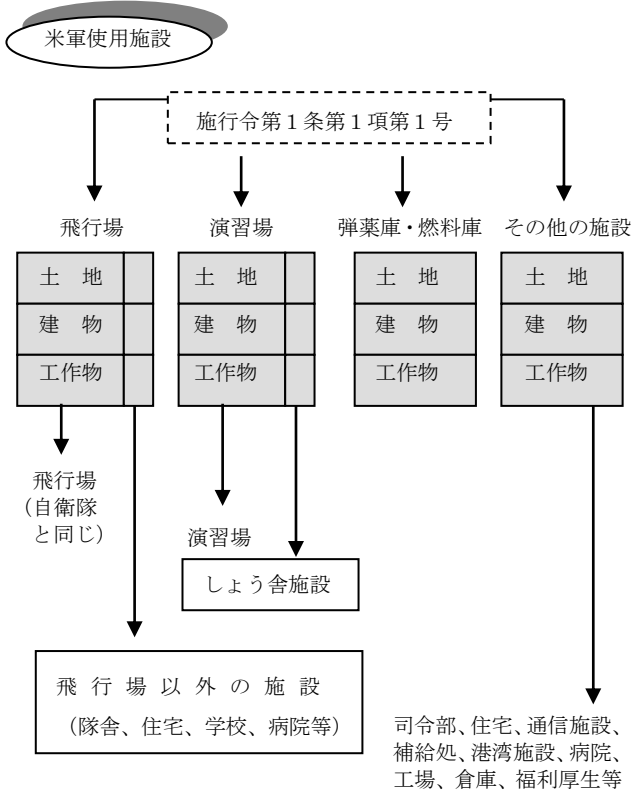 米軍使用施設
施行令第1条第1項第1号
飛行場
演習場
弾薬庫・燃料庫
その他の施設
土　地
建　物
工作物
土　地
建　物
工作物
土　地
建　物
工作物
土　地
建　物
工作物
飛行場
（自衛隊
と同じ）
演習場
しょう舎施設
飛行場以外の施設
（隊舎、住宅、学校、病院等）
司令部、住宅、通信施設、
補給処、港湾施設、病院、
工場、倉庫、福利厚生等